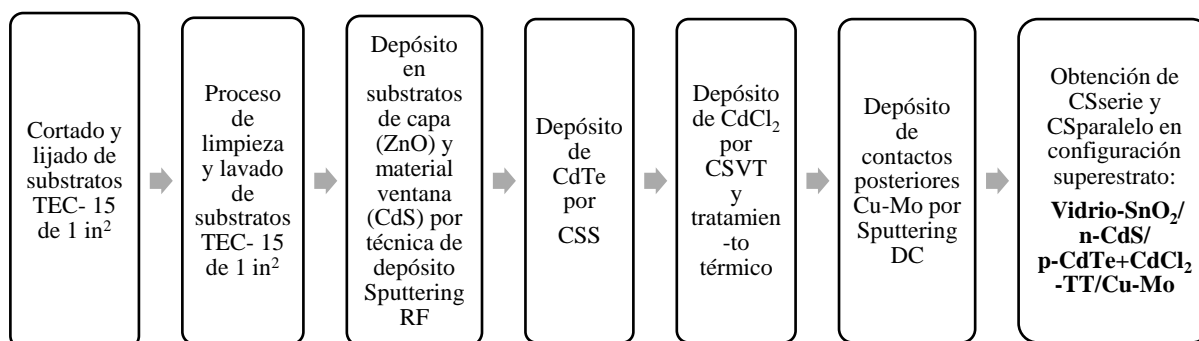 Cortado y
lijado de
substratos
TEC- 15
de 1 in²
Proceso
de
limpieza
y lavado
de
substratos
TEC- 15
de 1 in²
Depósito
en
substratos
de capa
(ZnO) y
material
ventana
(CdS) por
técnica de
depósito
Sputtering
RF
Depósito
de
CdTe
por
CSS
Depósito
de CdCl₂
por
CSVT
y
tratamien
-to
térmico
Depósito
de
contactos
posteriores
Cu-Mo por
Sputtering
DC
Obtención de
CSserie y
CSparalelo en
configuración
superestrato:
Vidrio-SnO₂/
n-CdS/
p-CdTe+CdCl₂
-TT/Cu-Mo